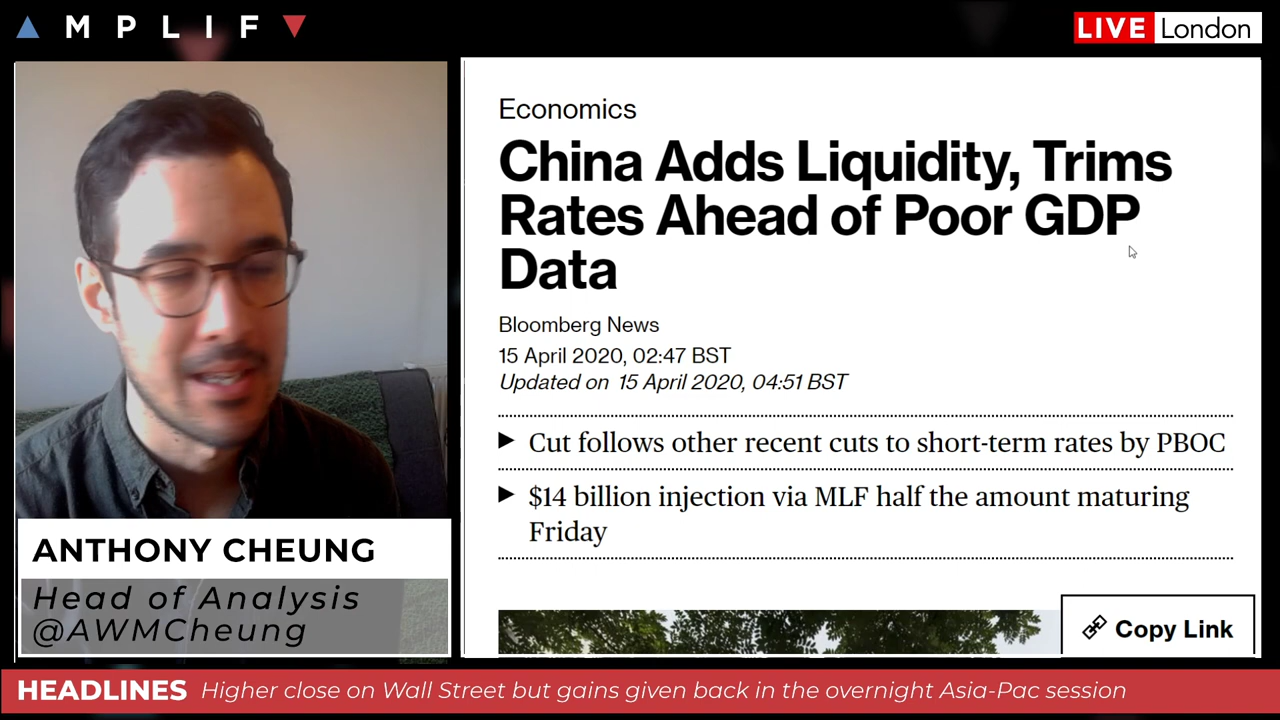 MPLIF
LIVE London
Economics
China Adds Liquidity, Trims
Rates Ahead of Poor GDP
Data
Bloomberg News
15 April 2020, 02:47 BST
Updated on 15 April 2020, 04:51 BST
Cut follows other recent cuts to short-term rates by PBOC
$14 billion injection via MLF half the amount maturing
Friday
Copy Link
ANTHONY CHEUNG
Head of Analysis
@AWMCheung
HEADLINES Higher close on Wall Street but gains given back in the overnight Asia-Pac session